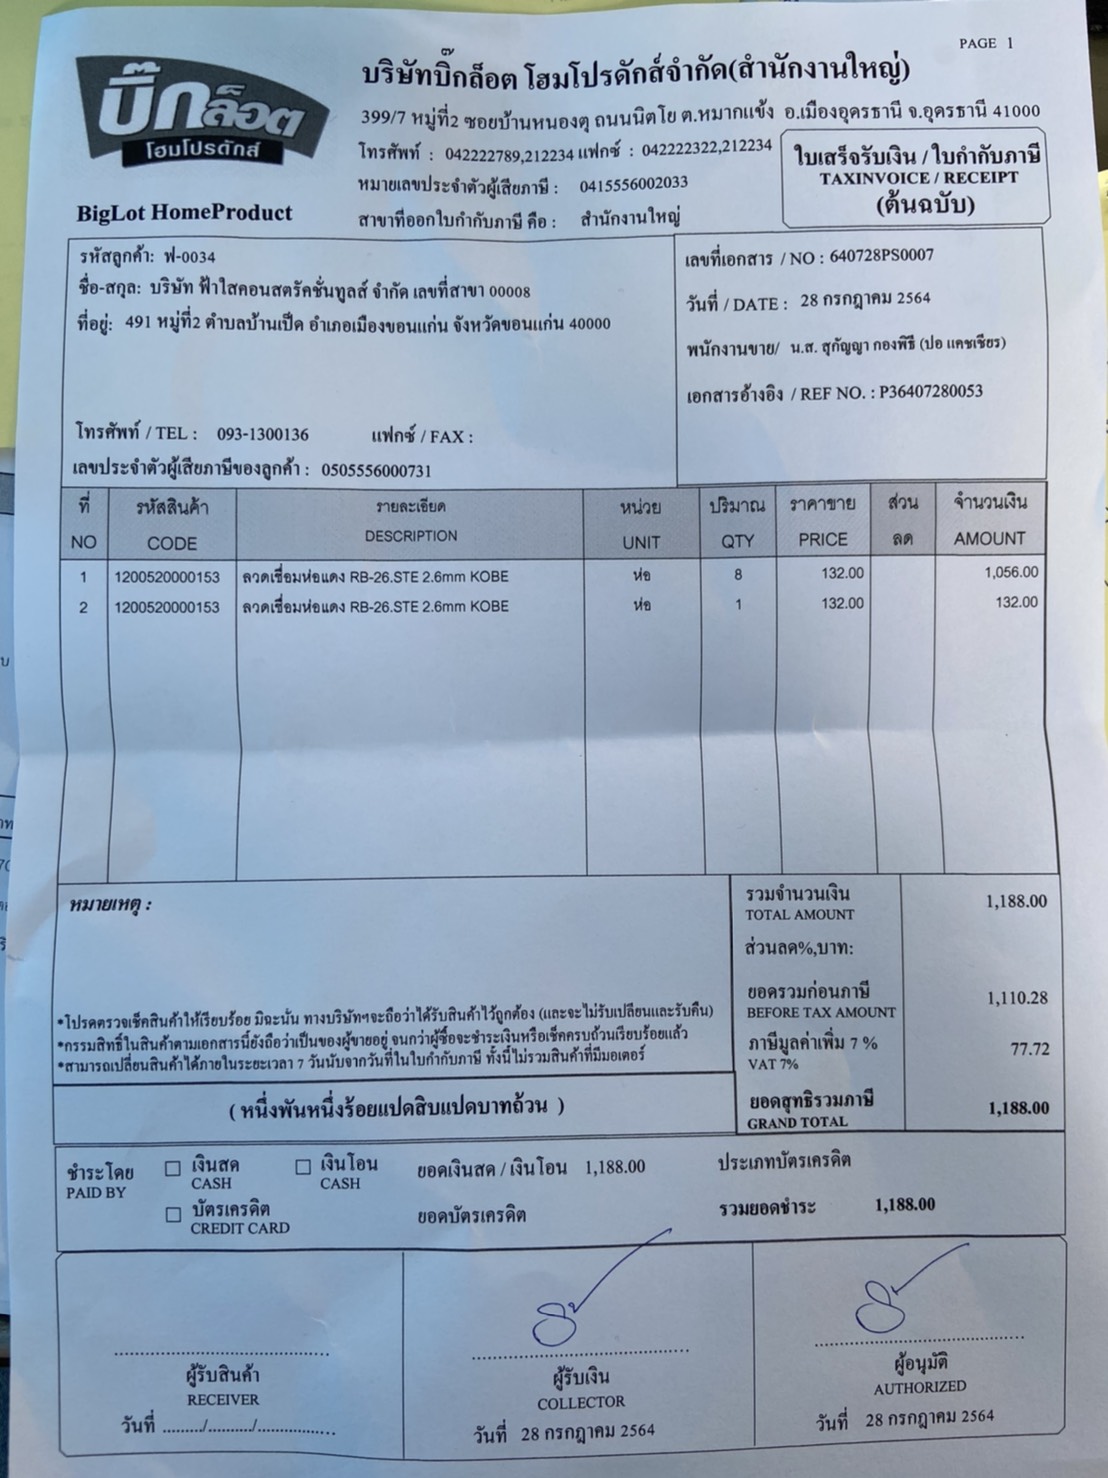 PAGE 1
บิ๊กล็อต
โฮมโปรดักส์
BigLot HomeProduct
บริษัทบิ๊กล็อต โฮมโปรดักส์จำกัด(สำนักงานใหญ่)
399/7 หมู่ที่2 ซอยบ้านหนองตุ ถนนนิตโย ต.หมากแข้ง อ.เมืองอุดรธานี จ.อุดรธานี 41000
โทรศัพท์ : 042222789,212234 แฟกซ์ : 042222322,212234
หมายเลขประจำตัวผู้เสียภาษี : 0415556002033
สาขาที่ออกใบกำกับภาษี คือ : สำนักงานใหญ่
ใบเสร็จรับเงิน / ใบกำกับภาษี
TAXINVOICE / RECEIPT
(ต้นฉบับ)
รหัสลูกค้า: ฟ-0034
ชื่อ-สกุล: บริษัท ฟ้าใสคอนสตรัคชั่นทูลส์ จำกัด เลขที่สาขา 00008
ที่อยู่: 491 หมู่ที่2 ตำบลบ้านเป็ด อำเภอเมืองขอนแก่น จังหวัดขอนแก่น 40000
โทรศัพท์ / TEL : 093-1300136 แฟกซ์ / FAX :
เลขประจำตัวผู้เสียภาษีของลูกค้า : 0505556000731
เลขที่เอกสาร / NO : 640728PS0007
วันที่ / DATE : 28 กรกฎาคม 2564
พนักงานขาย/ น.ส. สุกัญญา กองพิธี (ปอ แคชเชียร)
เอกสารอ้างอิง / REF NO. : P36407280053
ที่ รหัสสินค้า รายละเอียด หน่วย ปริมาณ ราคาขาย ส่วน จำนวนเงิน
NO CODE DESCRIPTION UNIT QTY PRICE ลด AMOUNT
1 1200520000153 ลวดเชื่อมห่อแดง RB-26.STE 2.6mm KOBE ห่อ 8 132.00 1,056.00
2 1200520000153 ลวดเชื่อมห่อแดง RB-26.STE 2.6mm KOBE ห่อ 1 132.00 132.00
หมายเหตุ :
*โปรดตรวจเช็คสินค้าให้เรียบร้อย มิฉะนั้น ทางบริษัทฯจะถือว่าได้รับสินค้าไว้ถูกต้อง (และจะไม่รับเปลี่ยนและรับคืน)
*กรรมสิทธิ์ในสินค้าตามเอกสารนี้ยังถือว่าเป็นของผู้ขายอยู่ จนกว่าผู้ซื้อจะชำระเงินหรือเช็คครบถ้วนเรียบร้อยแล้ว
*สามารถเปลี่ยนสินค้าได้ภายในระยะเวลา 7 วันนับจากวันที่ในใบกำกับภาษี ทั้งนี้ไม่รวมสินค้าที่มีมอเตอร์
( หนึ่งพันหนึ่งร้อยแปดสิบแปดบาทถ้วน )
รวมจำนวนเงิน 1,188.00
TOTAL AMOUNT
ส่วนลด%,บาท:
ยอดรวมก่อนภาษี 1,110.28
BEFORE TAX AMOUNT
ภาษีมูลค่าเพิ่ม 7 % 77.72
VAT 7%
ยอดสุทธิรวมภาษี 1,188.00
GRAND TOTAL
ชำระโดย เงินสด เงินโอน ยอดเงินสด / เงินโอน 1,188.00 ประเภทบัตรเครดิต
PAID BY CASH CASH
บัตรเครดิต ยอดบัตรเครดิต รวมยอดชำระ 1,188.00
CREDIT CARD
ผู้รับสินค้า ผู้รับเงิน ผู้อนุมัติ
RECEIVER COLLECTOR AUTHORIZED
วันที่ ........./........../.................. วันที่ 28 กรกฎาคม 2564 วันที่ 28 กรกฎาคม 2564